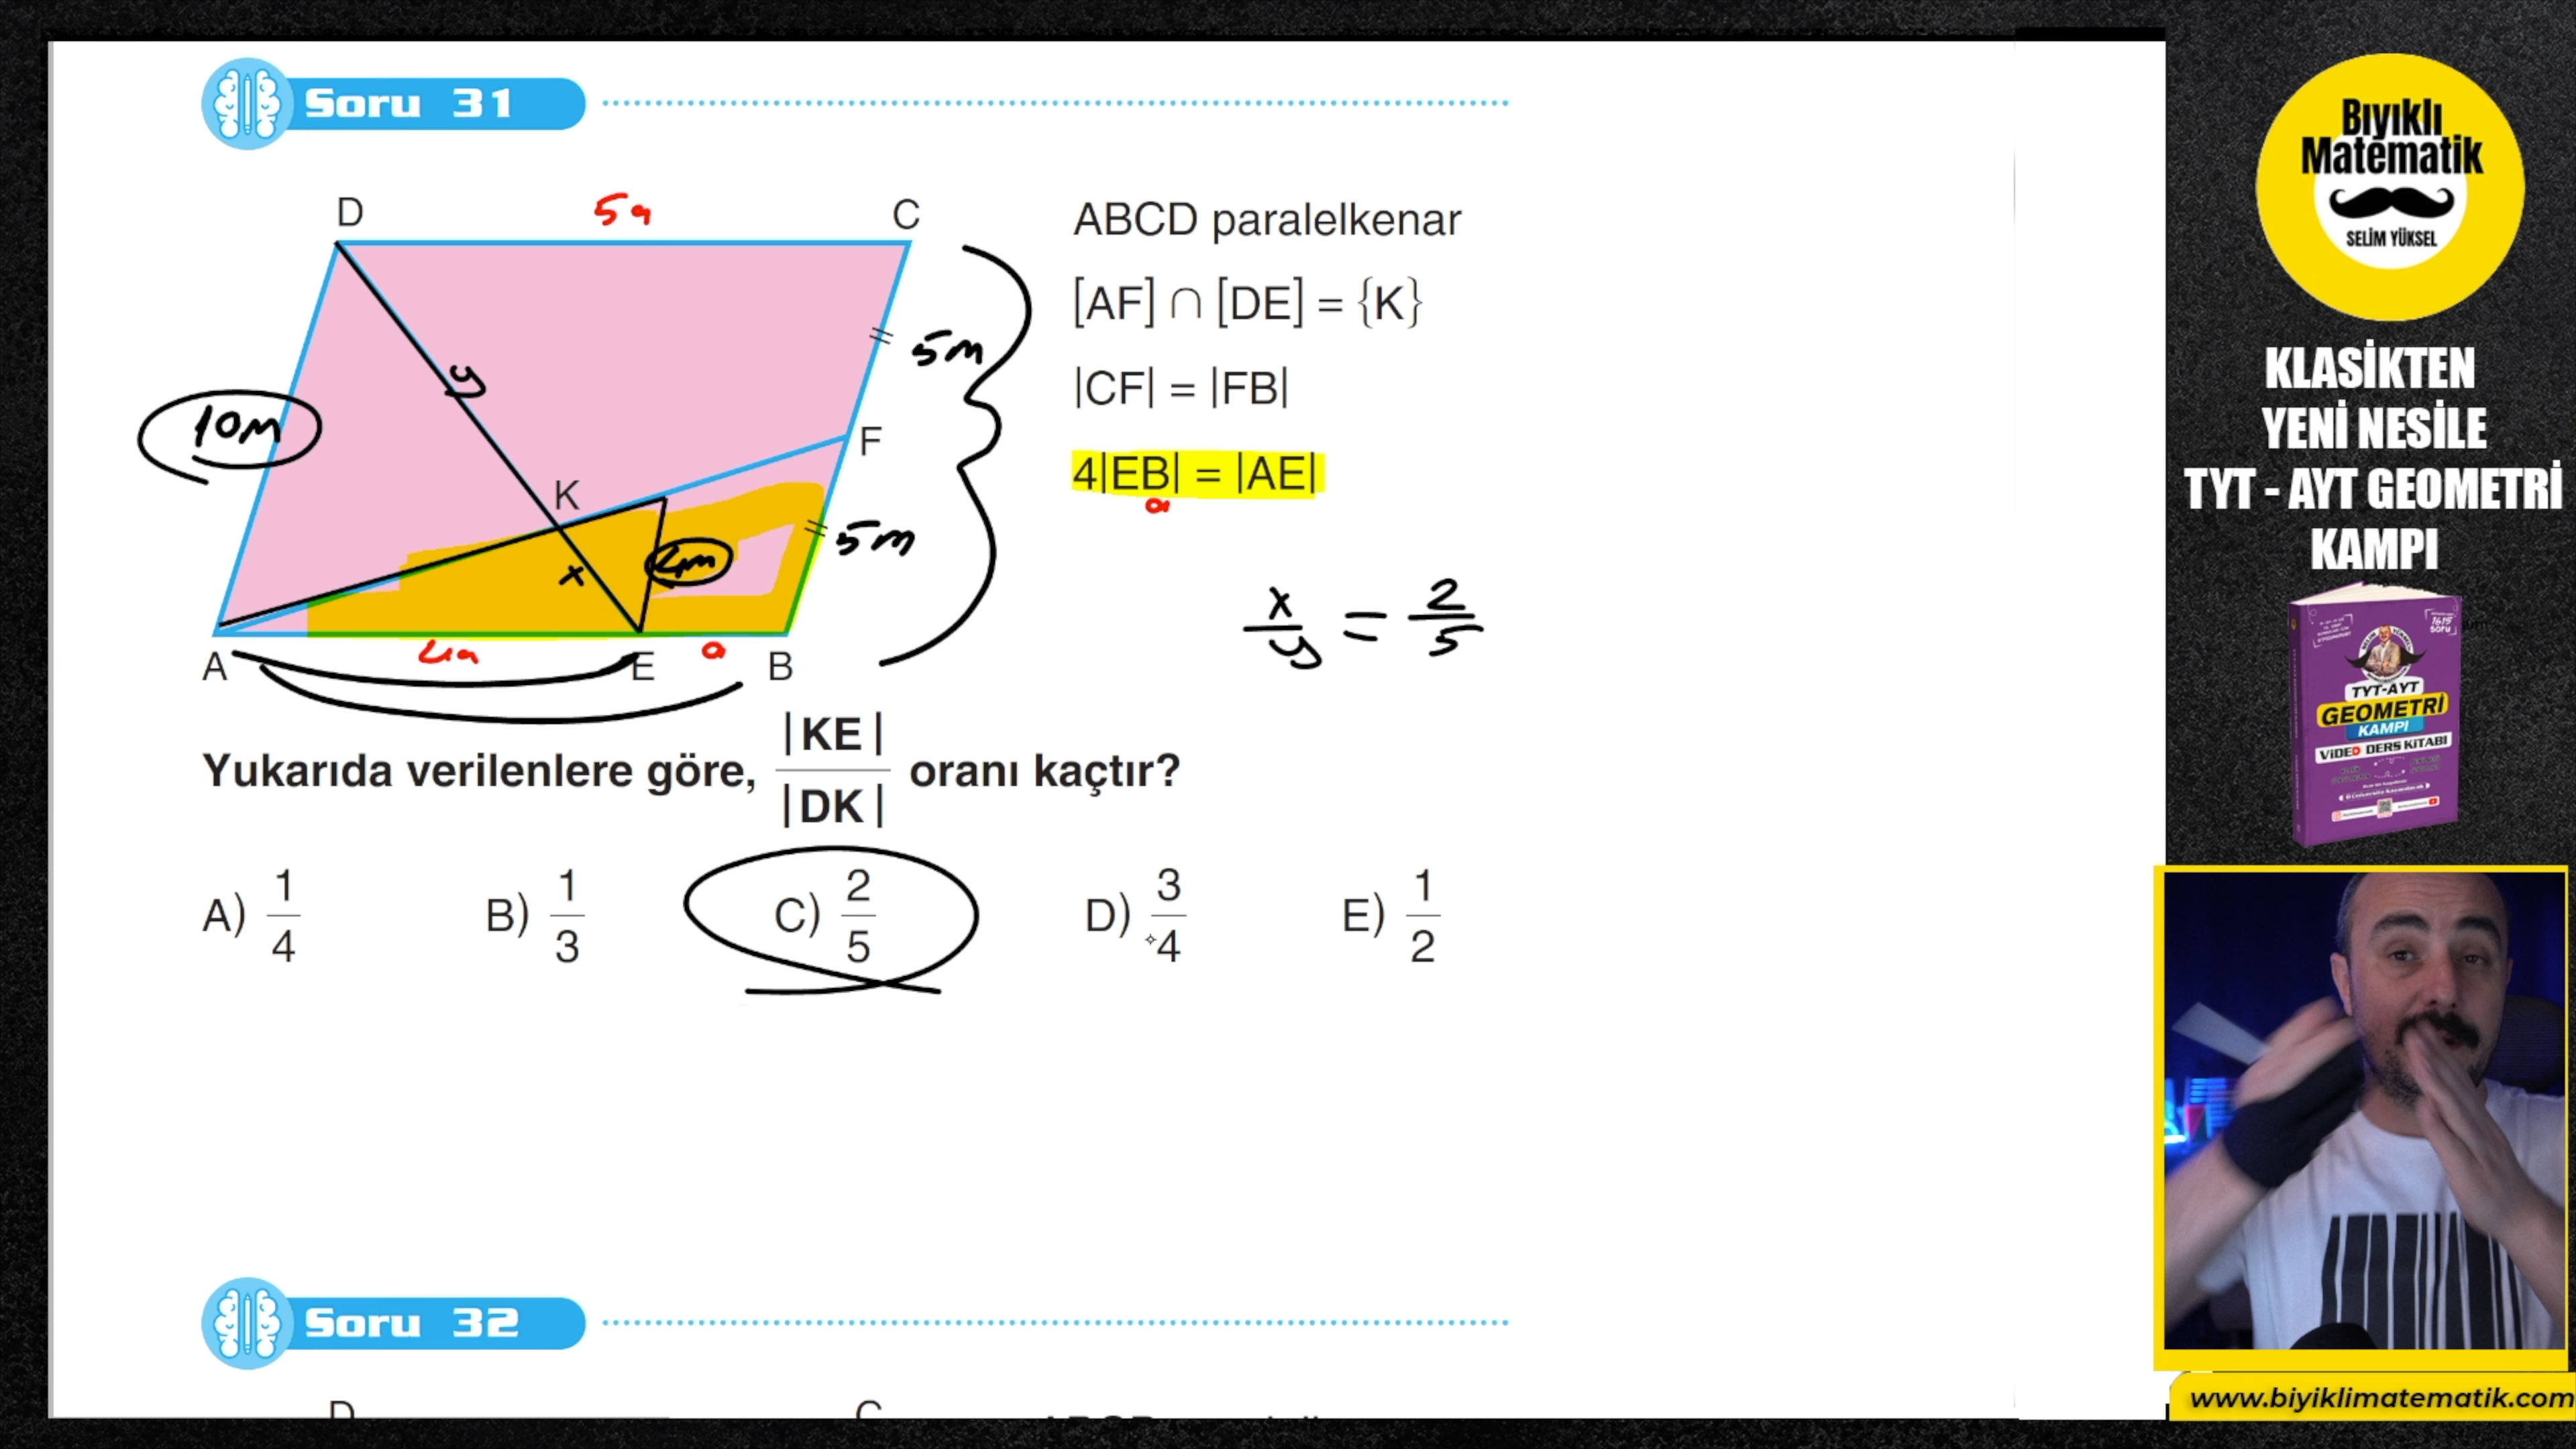 Soru 31
D
5a
C
ABCD paralelkenar
[AF] ∩ [DE] = {K}
5m
y
|CF| = |FB|
10m
F
K
4|EB| = |AE|
a
5m
4m
x
x/y = 2/5
4a
a
A
E
B
Yukarıda verilenlere göre, |KE| / |DK| oranı kaçtır?
A) 1/4 B) 1/3 C) 2/5 D) 3/4 E) 1/2
Soru 32
Bıyıklı
Matematik
SELİM YÜKSEL
KLASİKTEN
YENİ NESİLE
TYT - AYT GEOMETRİ
KAMPI
1615
soru
TYT-AYT
GEOMETRİ
KAMPI
VİDEO DERS KİTABI
www.biyiklimatematik.com